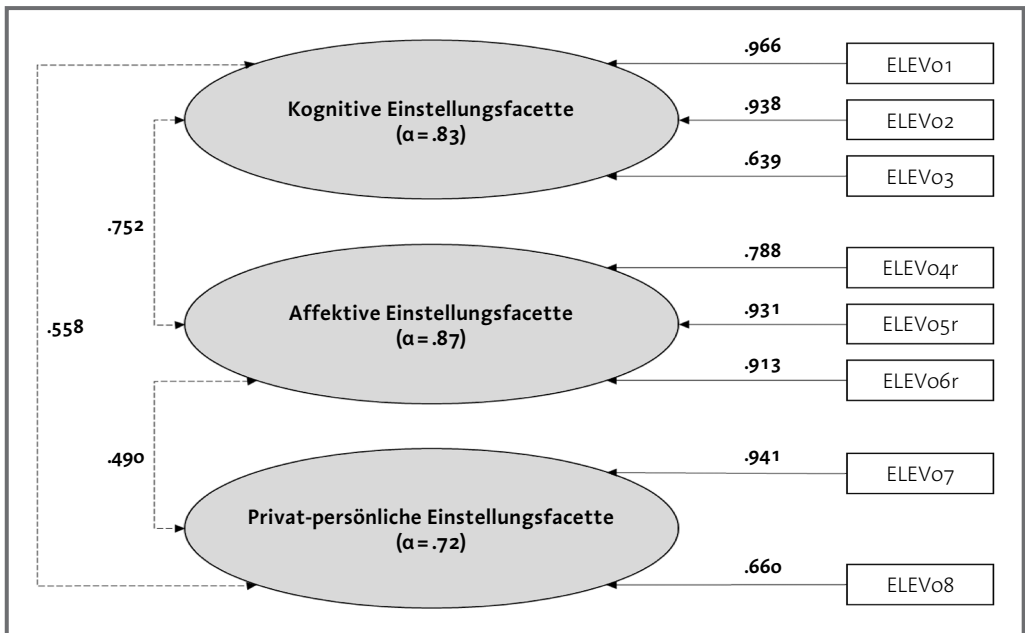 .966
ELEV01
Kognitive Einstellungsfacette
(α = .83)
.938
ELEV02
.639
ELEV03
.752
.788
ELEV04r
Affektive Einstellungsfacette
(α = .87)
.931
ELEV05r
.558
.913
ELEV06r
.490
.941
ELEV07
Privat-persönliche Einstellungsfacette
(α = .72)
.660
ELEV08